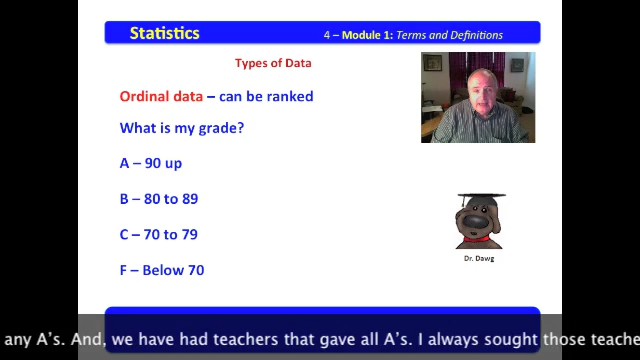 Statistics
4 – Module 1: Terms and Definitions
Types of Data
Ordinal data – can be ranked
What is my grade?
A – 90 up
B – 80 to 89
C – 70 to 79
F – Below 70
Dr. Dawg
any A's. And, we have had teachers that gave all A's. I always sought those teache